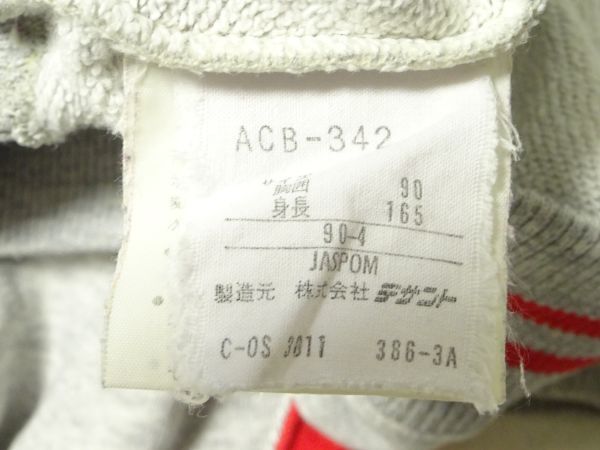 ACB-342
胸囲 90
身長 165
90-4
JASPOM
製造元 株式会社デサント
C-OS 3811 386-3A